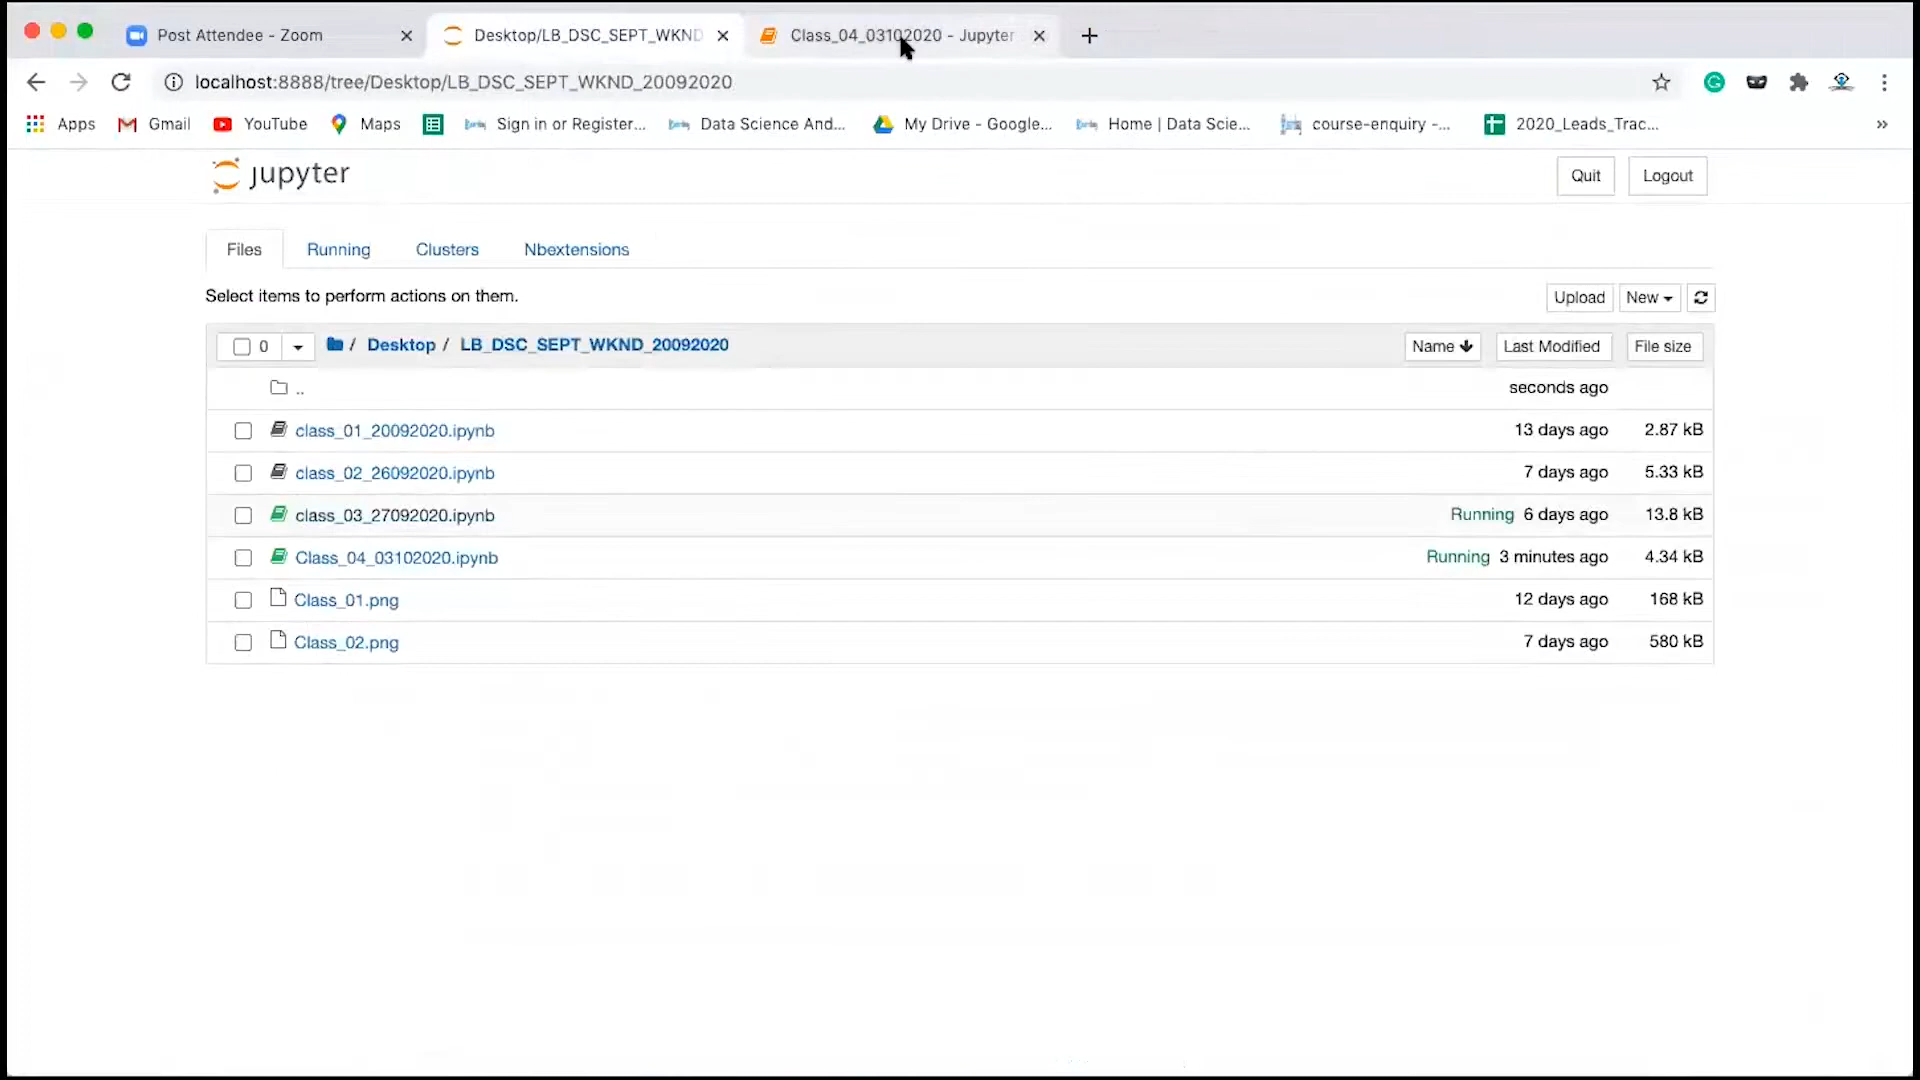 Post Attendee - Zoom
Desktop/LB_DSC_SEPT_WKND
Class_04_03102020 - Jupyter
localhost:8888/tree/Desktop/LB_DSC_SEPT_WKND_20092020
Apps Gmail YouTube Maps Sign in or Register... Data Science And... My Drive - Google... Home | Data Scie... course-enquiry -... 2020_Leads_Trac... »
jupyter
Quit Logout
Files Running Clusters Nbextensions
Select items to perform actions on them.
Upload New
0 / Desktop / LB_DSC_SEPT_WKND_20092020 Name Last Modified File size
.. seconds ago
class_01_20092020.ipynb 13 days ago 2.87 kB
class_02_26092020.ipynb 7 days ago 5.33 kB
class_03_27092020.ipynb Running 6 days ago 13.8 kB
Class_04_03102020.ipynb Running 3 minutes ago 4.34 kB
Class_01.png 12 days ago 168 kB
Class_02.png 7 days ago 580 kB